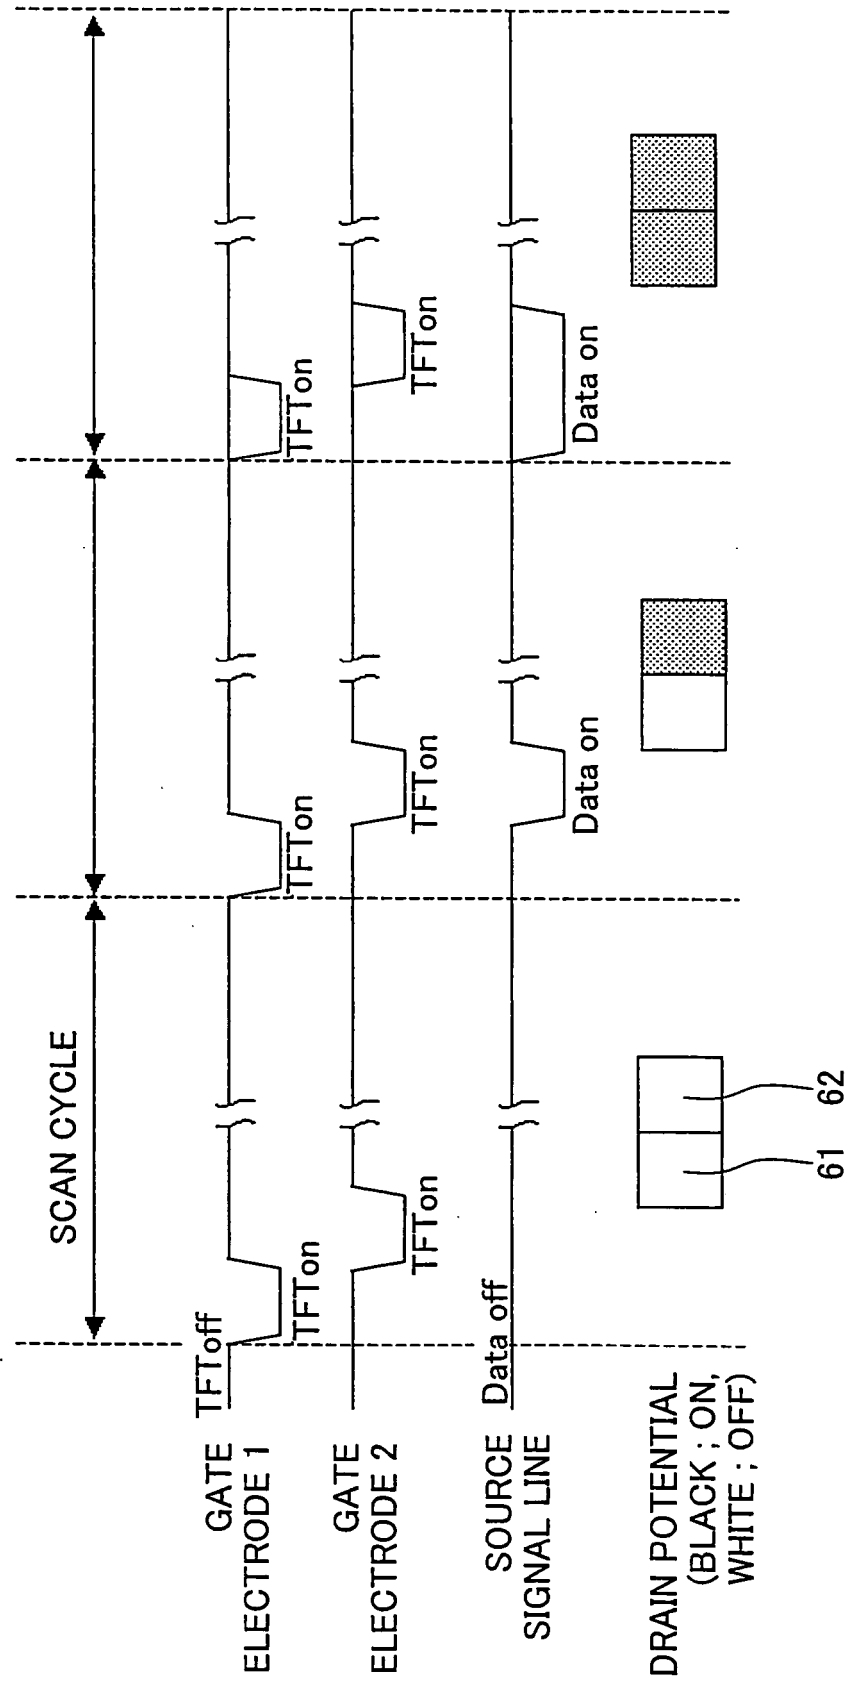 SCAN CYCLE
GATE
ELECTRODE 1
TFToff
TFTon
TFTon
TFTon
GATE
ELECTRODE 2
TFTon
TFTon
TFTon
SOURCE
SIGNAL LINE
Data off
Data on
Data on
DRAIN POTENTIAL
(BLACK ; ON,
WHITE ; OFF)
61
62